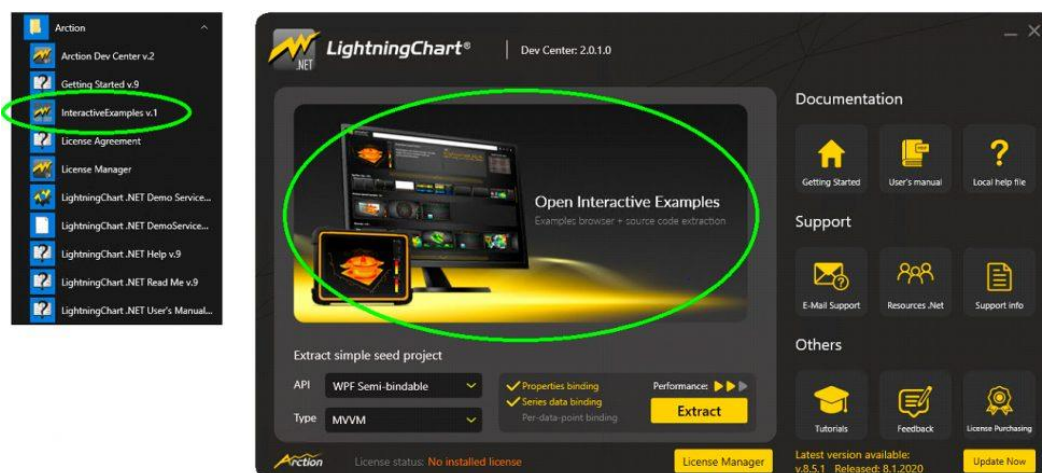 Arction
Arction Dev Center v.2
Getting Started v.9
InteractiveExamples v.1
License Agreement
License Manager
LightningChart .NET Demo Service...
LightningChart .NET DemoService...
LightningChart .NET Help v.9
LightningChart .NET Read Me v.9
LightningChart .NET User's Manual...
.NET
LightningChart®
Dev Center: 2.0.1.0
Open Interactive Examples
Examples browser + source code extraction
Extract simple seed project
API
WPF Semi-bindable
Type
MVVM
Properties binding
Series data binding
Per-data-point binding
Performance:
Extract
Arction
License status: No installed license
License Manager
Documentation
Getting Started
User's manual
Local help file
Support
E-Mail Support
Resources .Net
Support info
Others
Tutorials
Feedback
License Purchasing
Latest version available:
v.8.5.1 Released: 8.1.2020
Update Now